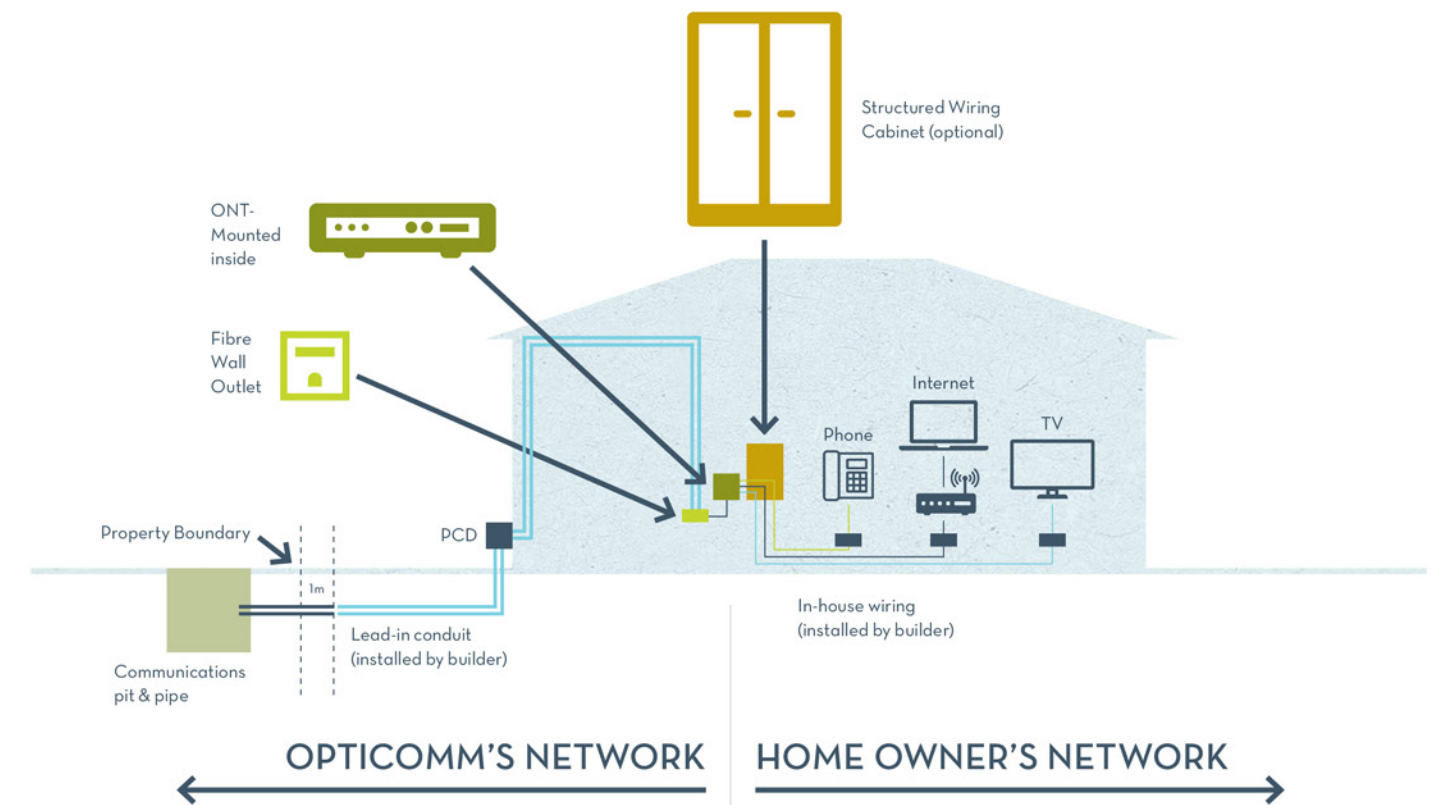 Structured Wiring
Cabinet (optional)
ONT-
Mounted
inside
Fibre
Wall
Outlet
Internet
Phone
TV
Property Boundary
PCD
1m
In-house wiring
(installed by builder)
Lead-in conduit
(installed by builder)
Communications
pit & pipe
OPTICOMM'S NETWORK
HOME OWNER'S NETWORK